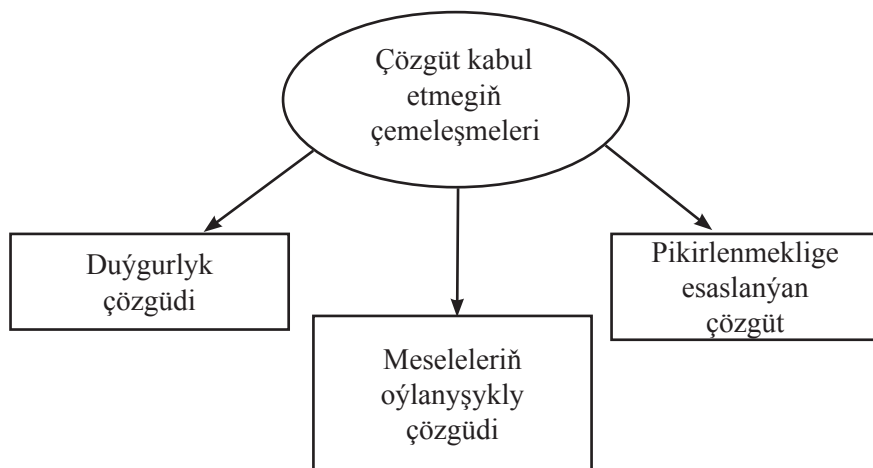 Çözgüt kabul
etmegiň
çemeleşmeleri
Duýgurlyk
çözgüdi
Meseleleriň
oýlanyşykly
çözgüdi
Pikirlenmeklige
esaslanýan
çözgüt